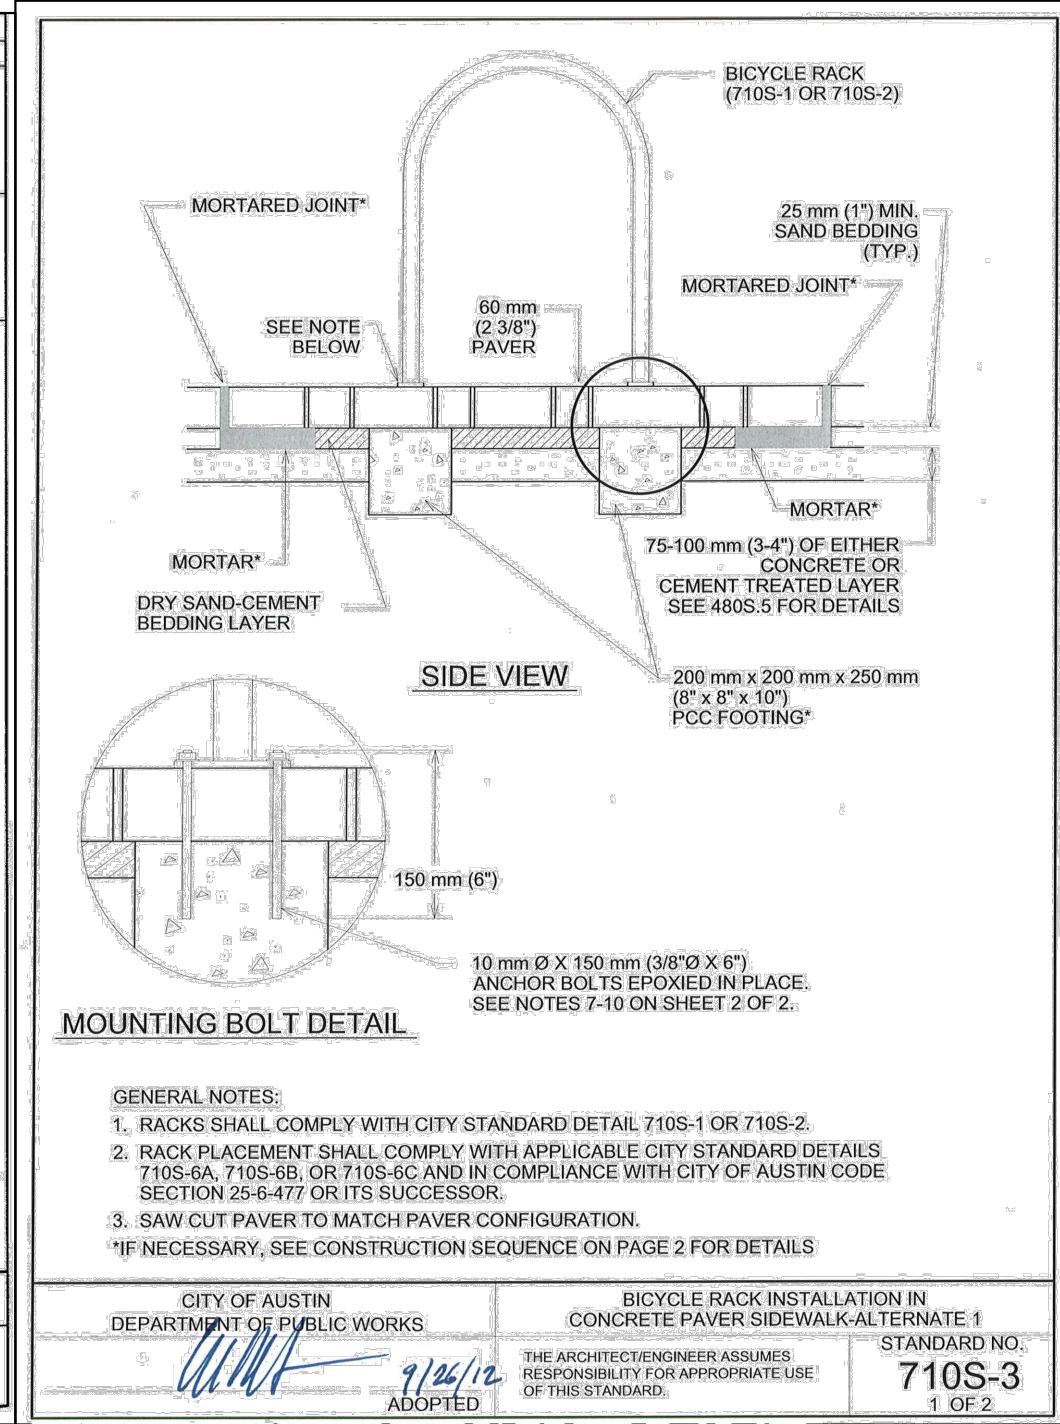 BICYCLE RACK
(710S-1 OR 710S-2)
MORTARED JOINT*
25 mm (1") MIN.
SAND BEDDING
(TYP.)
MORTARED JOINT*
60 mm
(2 3/8")
PAVER
SEE NOTE
BELOW
MORTAR*
MORTAR*
75-100 mm (3-4") OF EITHER
CONCRETE OR
CEMENT TREATED LAYER
SEE 480S.5 FOR DETAILS
DRY SAND-CEMENT
BEDDING LAYER
SIDE VIEW
200 mm x 200 mm x 250 mm
(8" x 8" x 10")
PCC FOOTING*
150 mm (6")
10 mm Ø X 150 mm (3/8"Ø X 6")
ANCHOR BOLTS EPOXIED IN PLACE.
SEE NOTES 7-10 ON SHEET 2 OF 2.
MOUNTING BOLT DETAIL
GENERAL NOTES:
1. RACKS SHALL COMPLY WITH CITY STANDARD DETAIL 710S-1 OR 710S-2.
2. RACK PLACEMENT SHALL COMPLY WITH APPLICABLE CITY STANDARD DETAILS
710S-6A, 710S-6B, OR 710S-6C AND IN COMPLIANCE WITH CITY OF AUSTIN CODE
SECTION 25-6-477 OR ITS SUCCESSOR.
3. SAW CUT PAVER TO MATCH PAVER CONFIGURATION.
*IF NECESSARY, SEE CONSTRUCTION SEQUENCE ON PAGE 2 FOR DETAILS
CITY OF AUSTIN
DEPARTMENT OF PUBLIC WORKS
9/26/12
ADOPTED
BICYCLE RACK INSTALLATION IN
CONCRETE PAVER SIDEWALK-ALTERNATE 1
THE ARCHITECT/ENGINEER ASSUMES
RESPONSIBILITY FOR APPROPRIATE USE
OF THIS STANDARD.
STANDARD NO.
710S-3
1 OF 2